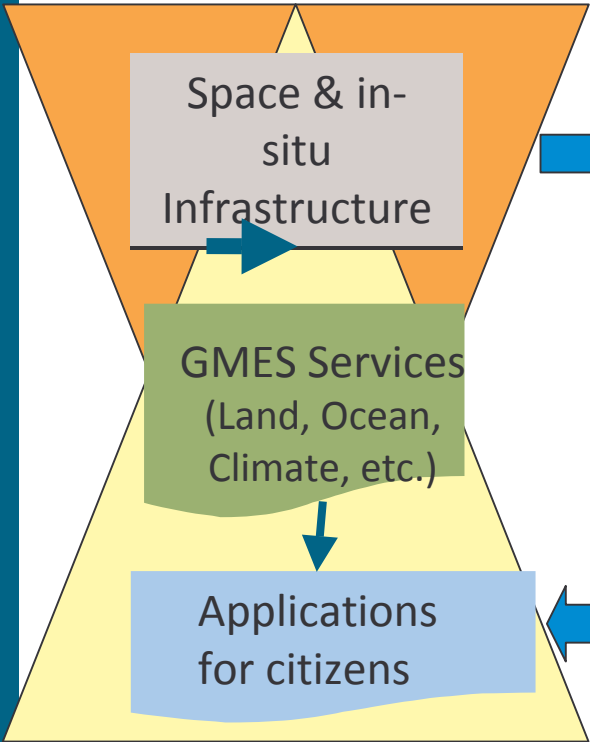 Space & in-
situ
Infrastructure
GMES Services
(Land, Ocean,
Climate, etc.)
Applications
for citizens